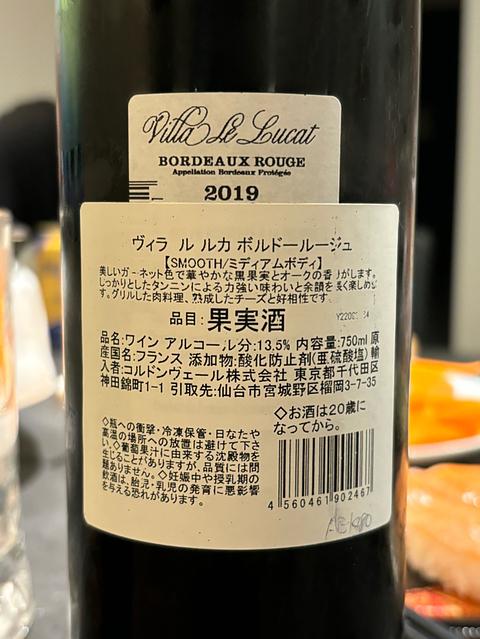 Villa Le Lucat
BORDEAUX ROUGE
Appellation Bordeaux Protégée
2019
ヴィラ ル ルカ ボルドールージュ
【SMOOTH/ミディアムボディ】
美しいガーネット色で華やかな黒果実とオークの香りがします。
しっかりとしたタンニンによる力強い味わいと余韻を長く楽しめま
す。グリルした肉料理、熟成したチーズと好相性です。
品目:果実酒
品名:ワイン アルコール分:13.5% 内容量:750ml 原
産国名:フランス 添加物:酸化防止剤(亜硫酸塩) 輸
入者:コルドンヴェール株式会社 東京都千代田区
神田錦町1-1 引取先:仙台市宮城野区榴岡3-7-35
◇お酒は20歳に
なってから。
◇瓶への衝撃・冷凍保管・日なたや
高温の場所への放置は避けて下さ
い。◇葡萄果汁に由来する沈殿物を
生じることがありますが、品質には問
題ありません。◇妊娠中や授乳期の
飲酒は、胎児・乳児の発育に悪影響
を与える恐れがあります。
4 560461 902467